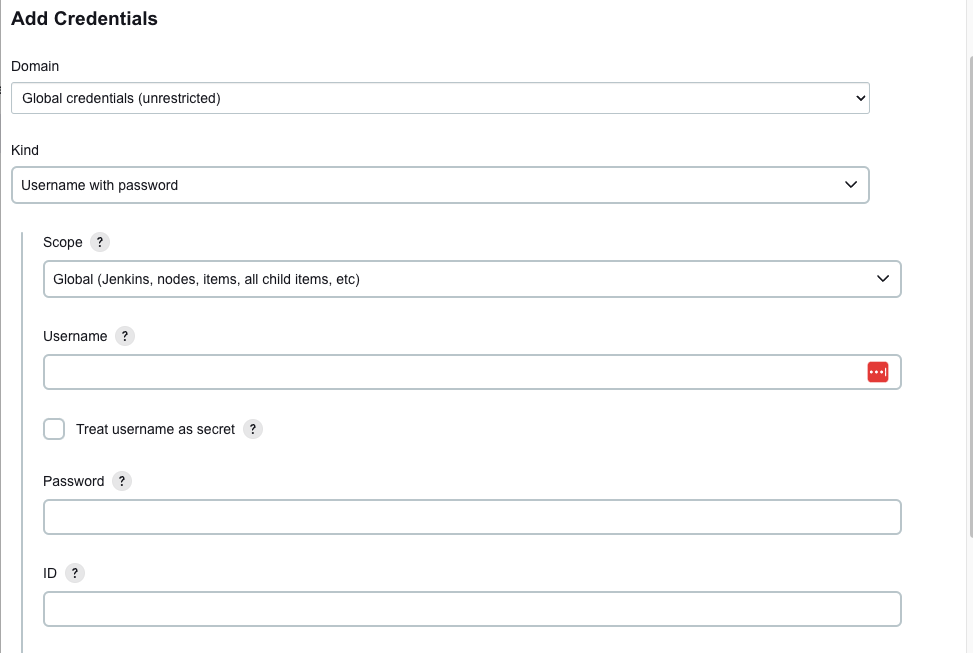 Add Credentials
Domain
Global credentials (unrestricted)
Kind
Username with password
Scope ?
Global (Jenkins, nodes, items, all child items, etc)
Username ?
Treat username as secret ?
Password ?
ID ?